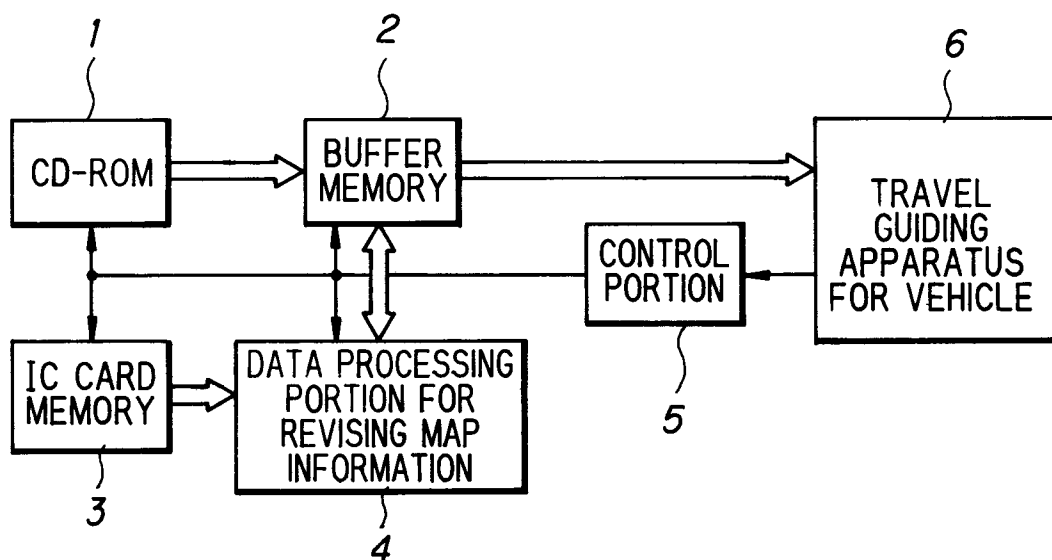 1
2
6
CD-ROM
BUFFER
MEMORY
TRAVEL
GUIDING
APPARATUS
FOR VEHICLE
CONTROL
PORTION
5
IC CARD
MEMORY
3
DATA PROCESSING
PORTION FOR
REVISING MAP
INFORMATION
4